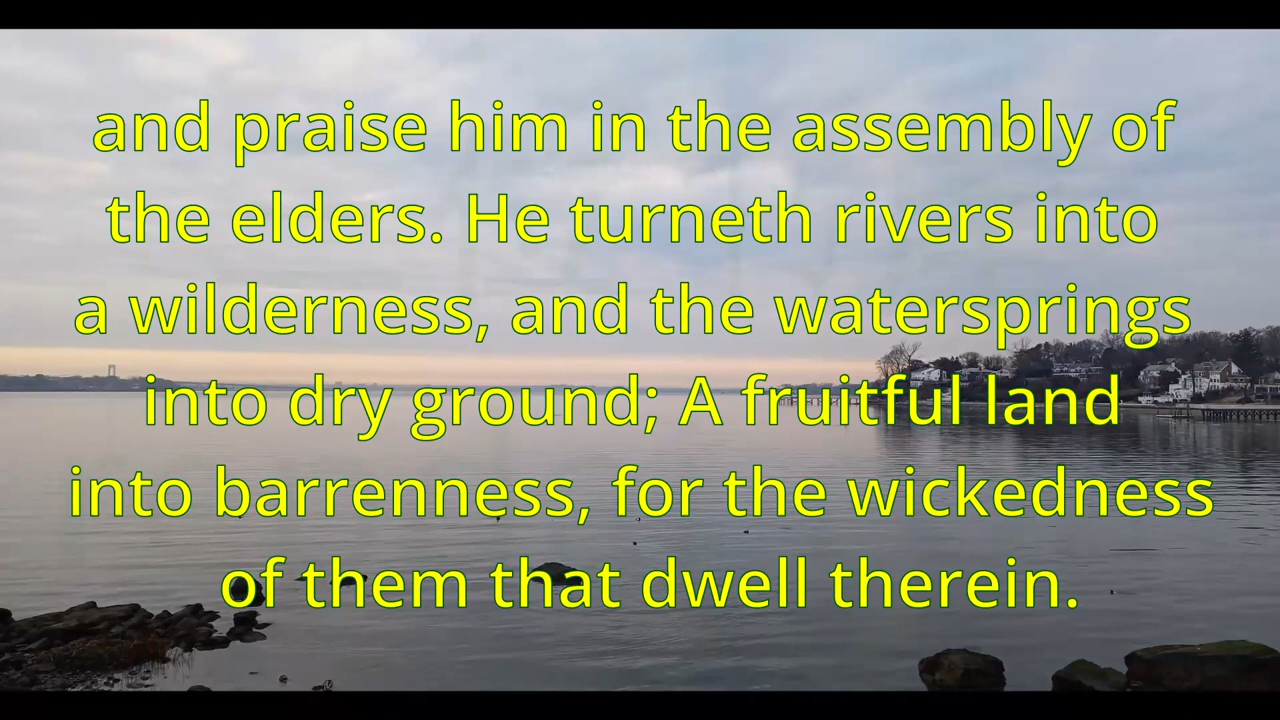 and praise him in the assembly of
the elders. He turneth rivers into
a wilderness, and the watersprings
into dry ground; A fruitful land
into barrenness, for the wickedness
of them that dwell therein.